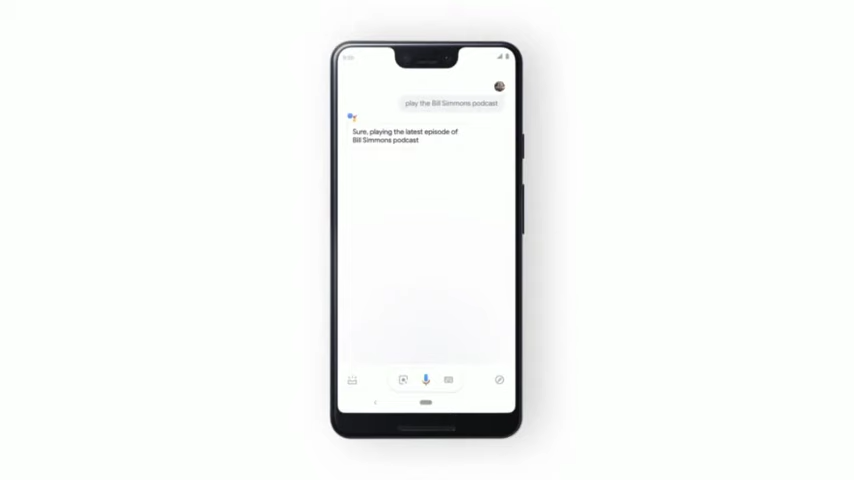 play the Bill Simmons podcast
Sure, playing the latest episode of
Bill Simmons podcast